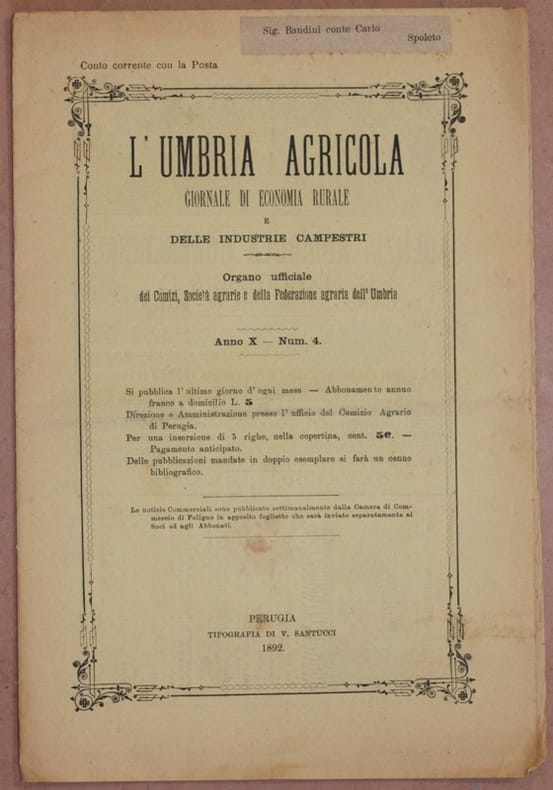 Sig. Bandini conte Carlo
Spoleto
Conto corrente con la Posta
L' UMBRIA AGRICOLA
GIORNALE DI ECONOMIA RURALE
E
DELLE INDUSTRIE CAMPESTRI
Organo ufficiale
dei Comizi, Società agrarie e della Federazione agraria dell' Umbria
Anno X — Num. 4.
Si pubblica l' ultimo giorno d' ogni mese — Abbonamento annuo
franco a domicilio L. 5
Direzione e Amministrazione presso l' ufficio del Comizio Agrario
di Perugia.
Per una inserzione di 5 righe, nella copertina, cent. 50. —
Pagamento anticipato.
Delle pubblicazioni mandate in doppio esemplare si farà un cenno
bibliografico.
Le notizie Commerciali sono pubblicate settimanalmente dalla Camera di Com-
mercio di Foligno in apposito foglietto che sarà inviato separatamente ai
Soci ed agli Abbonati.
PERUGIA
TIPOGRAFIA DI V. SANTUCCI
1892.